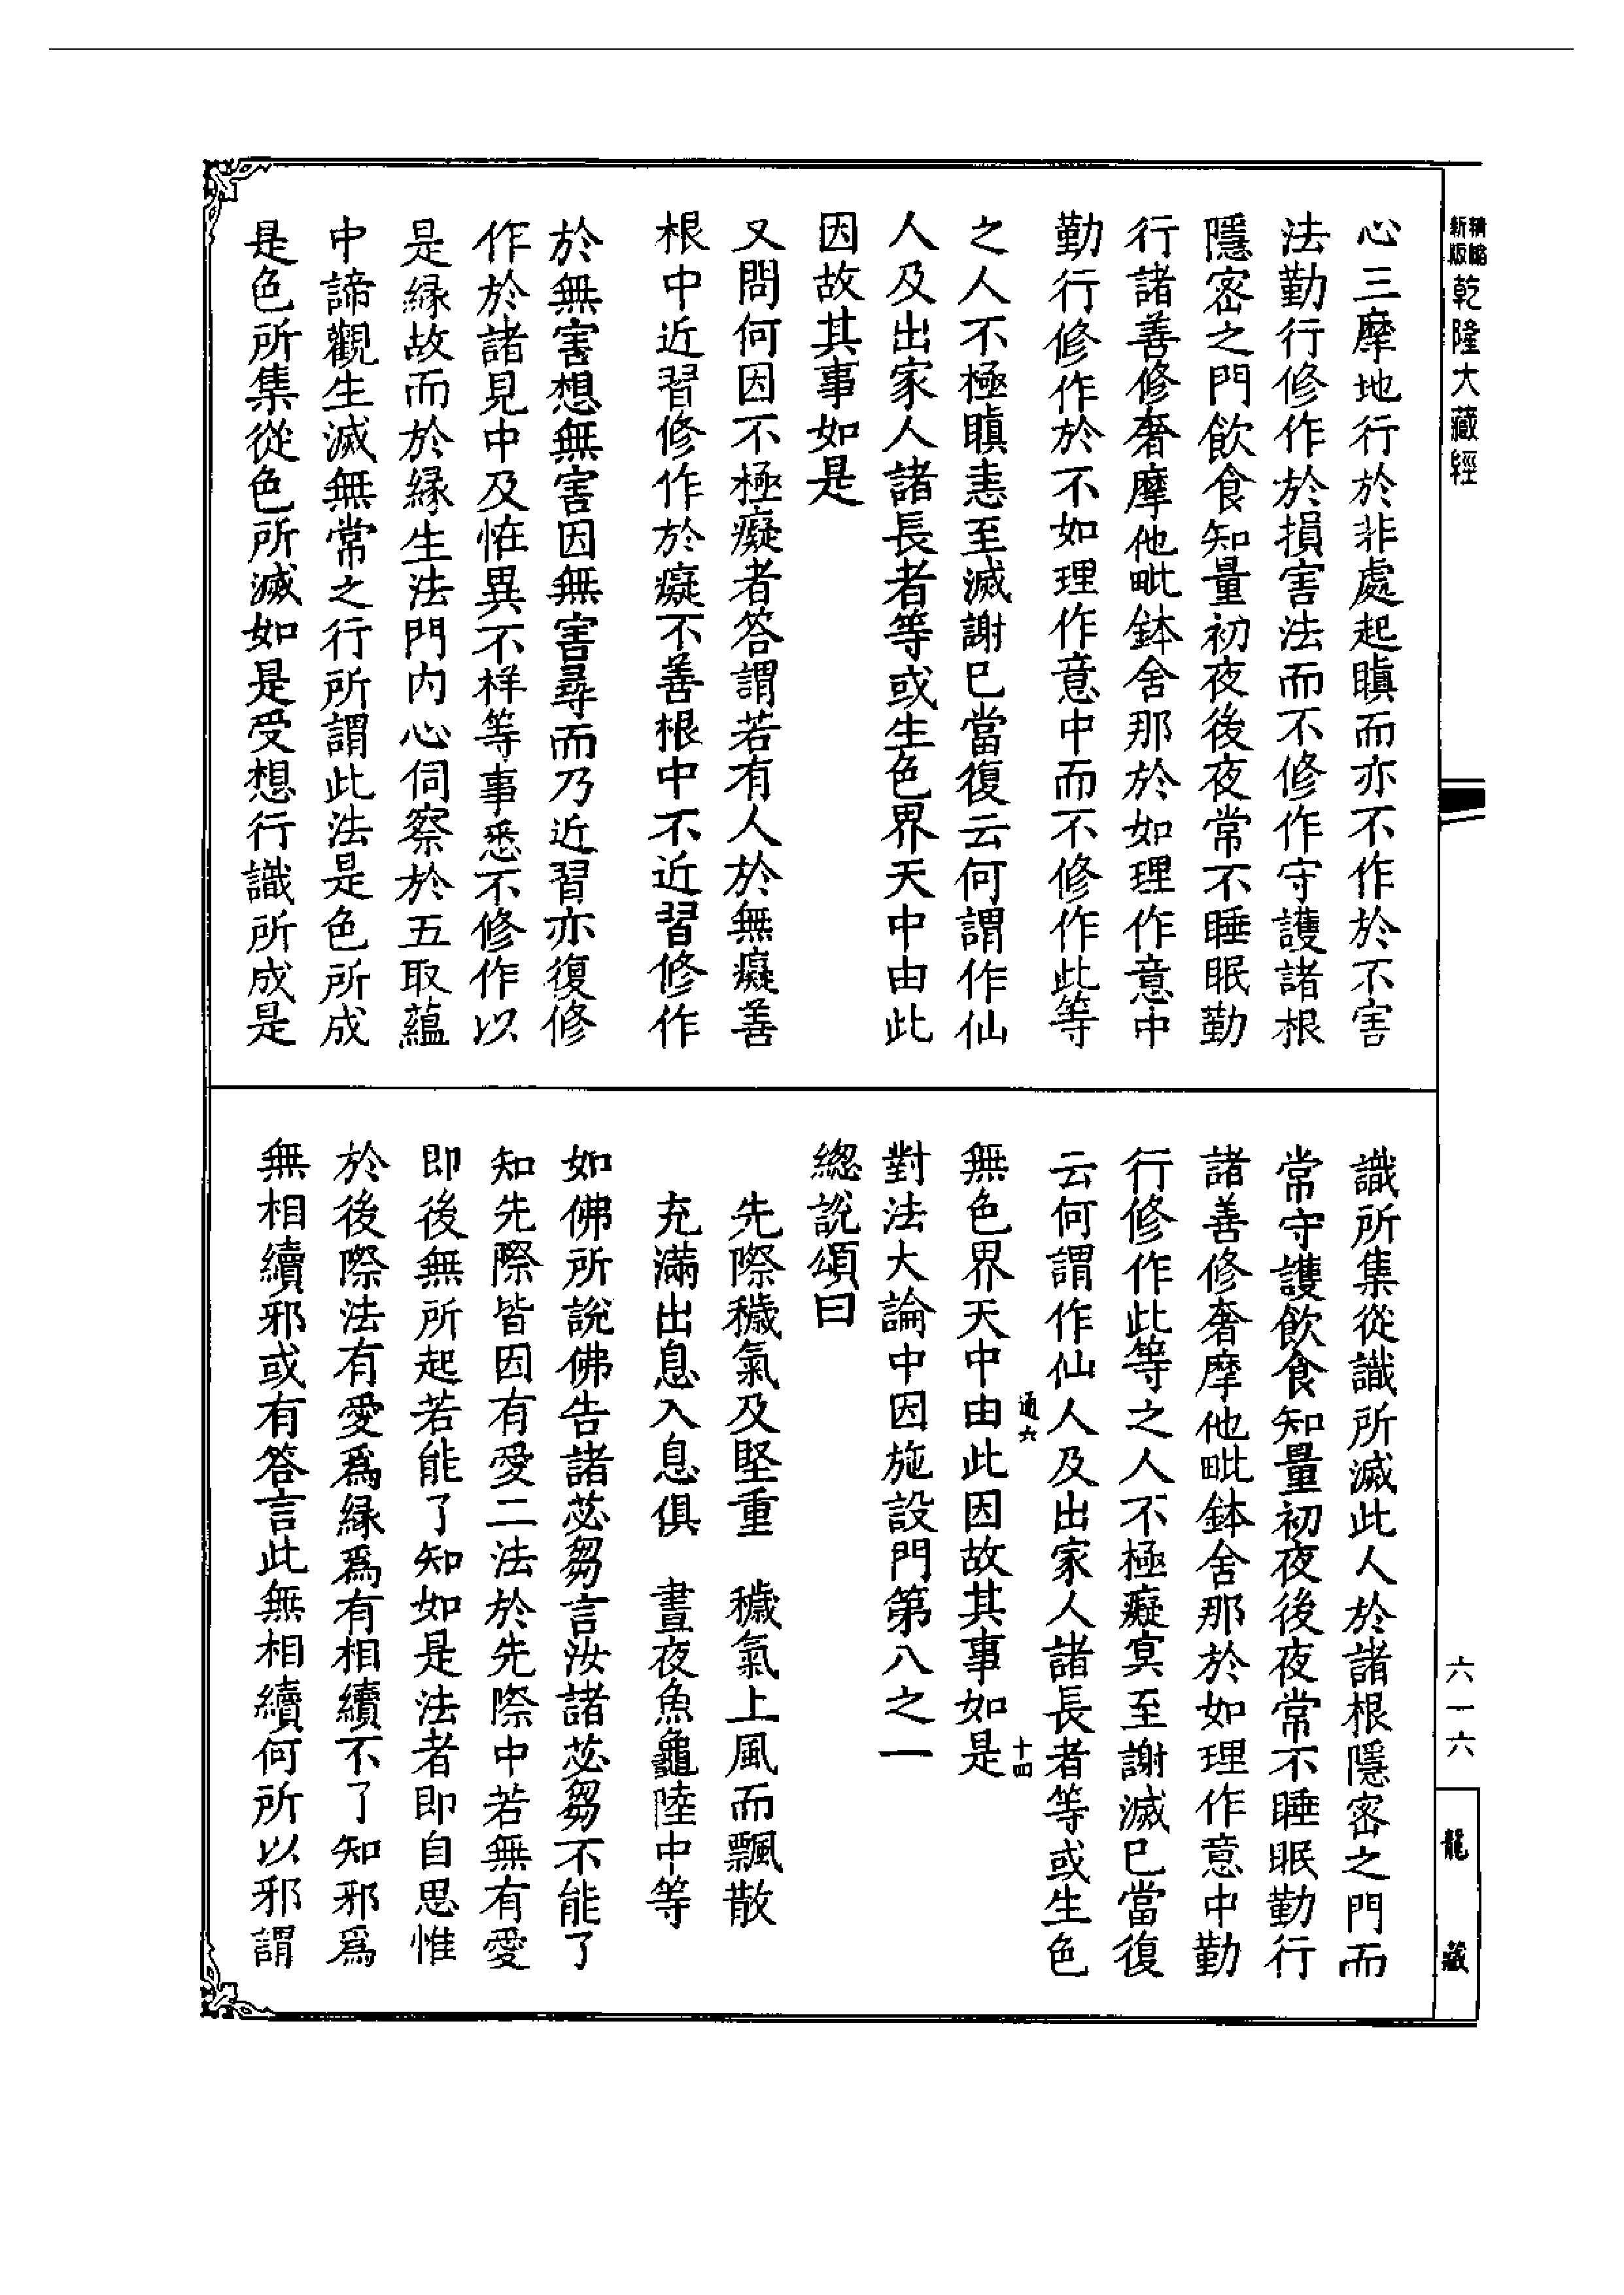 精縮
新版
乾隆大藏經
心三摩地行於非處起瞋而亦不作於不害
法勤行修作於損害法而不修作守護諸根
隱密之門飲食知量初夜後夜常不睡眠勤
行諸善修奢摩他毗鉢舍那於如理作意中
勤行修作於不如理作意中而不修作此等
之人不極瞋恚至滅謝已當復云何謂作仙
人及出家人諸長者等或生色界天中由此
因故其事如是
又問何因不極癡者答謂若有人於無癡善
根中近習修作於癡不善根中不近習修作
於無害想無害因無害尋而乃近習亦復修
作於諸見中及恠異不祥等事悉不修作以
是緣故而於緣生法門內心伺察於五取蘊
中諦觀生滅無常之行所謂此法是色所成
是色所集從色所滅如是受想行識所成是
識所集從識所滅此人於諸根隱密之門而
常守護飲食知量初夜後夜常不睡眠勤行
諸善修奢摩他毗鉢舍那於如理作意中勤
行修作此等之人不極癡冥至謝滅已當復
云何謂作仙人及出家人諸長者等或生色
通六 十四
無色界天中由此因故其事如是
對法大論中因施設門第八之一
總說頌曰
先際穢氣及堅重 穢氣上風而飄散
充滿出息入息俱 晝夜魚龜陸中等
如佛所說佛告諸苾芻言汝諸苾芻不能了
知先際皆因有愛二法於先際中若無有愛
即後無所起若能了知如是法者即自思惟
於後際法有愛爲緣爲有相續不了知邪爲
無相續邪或有答言此無相續何所以邪謂
六一六
龍藏